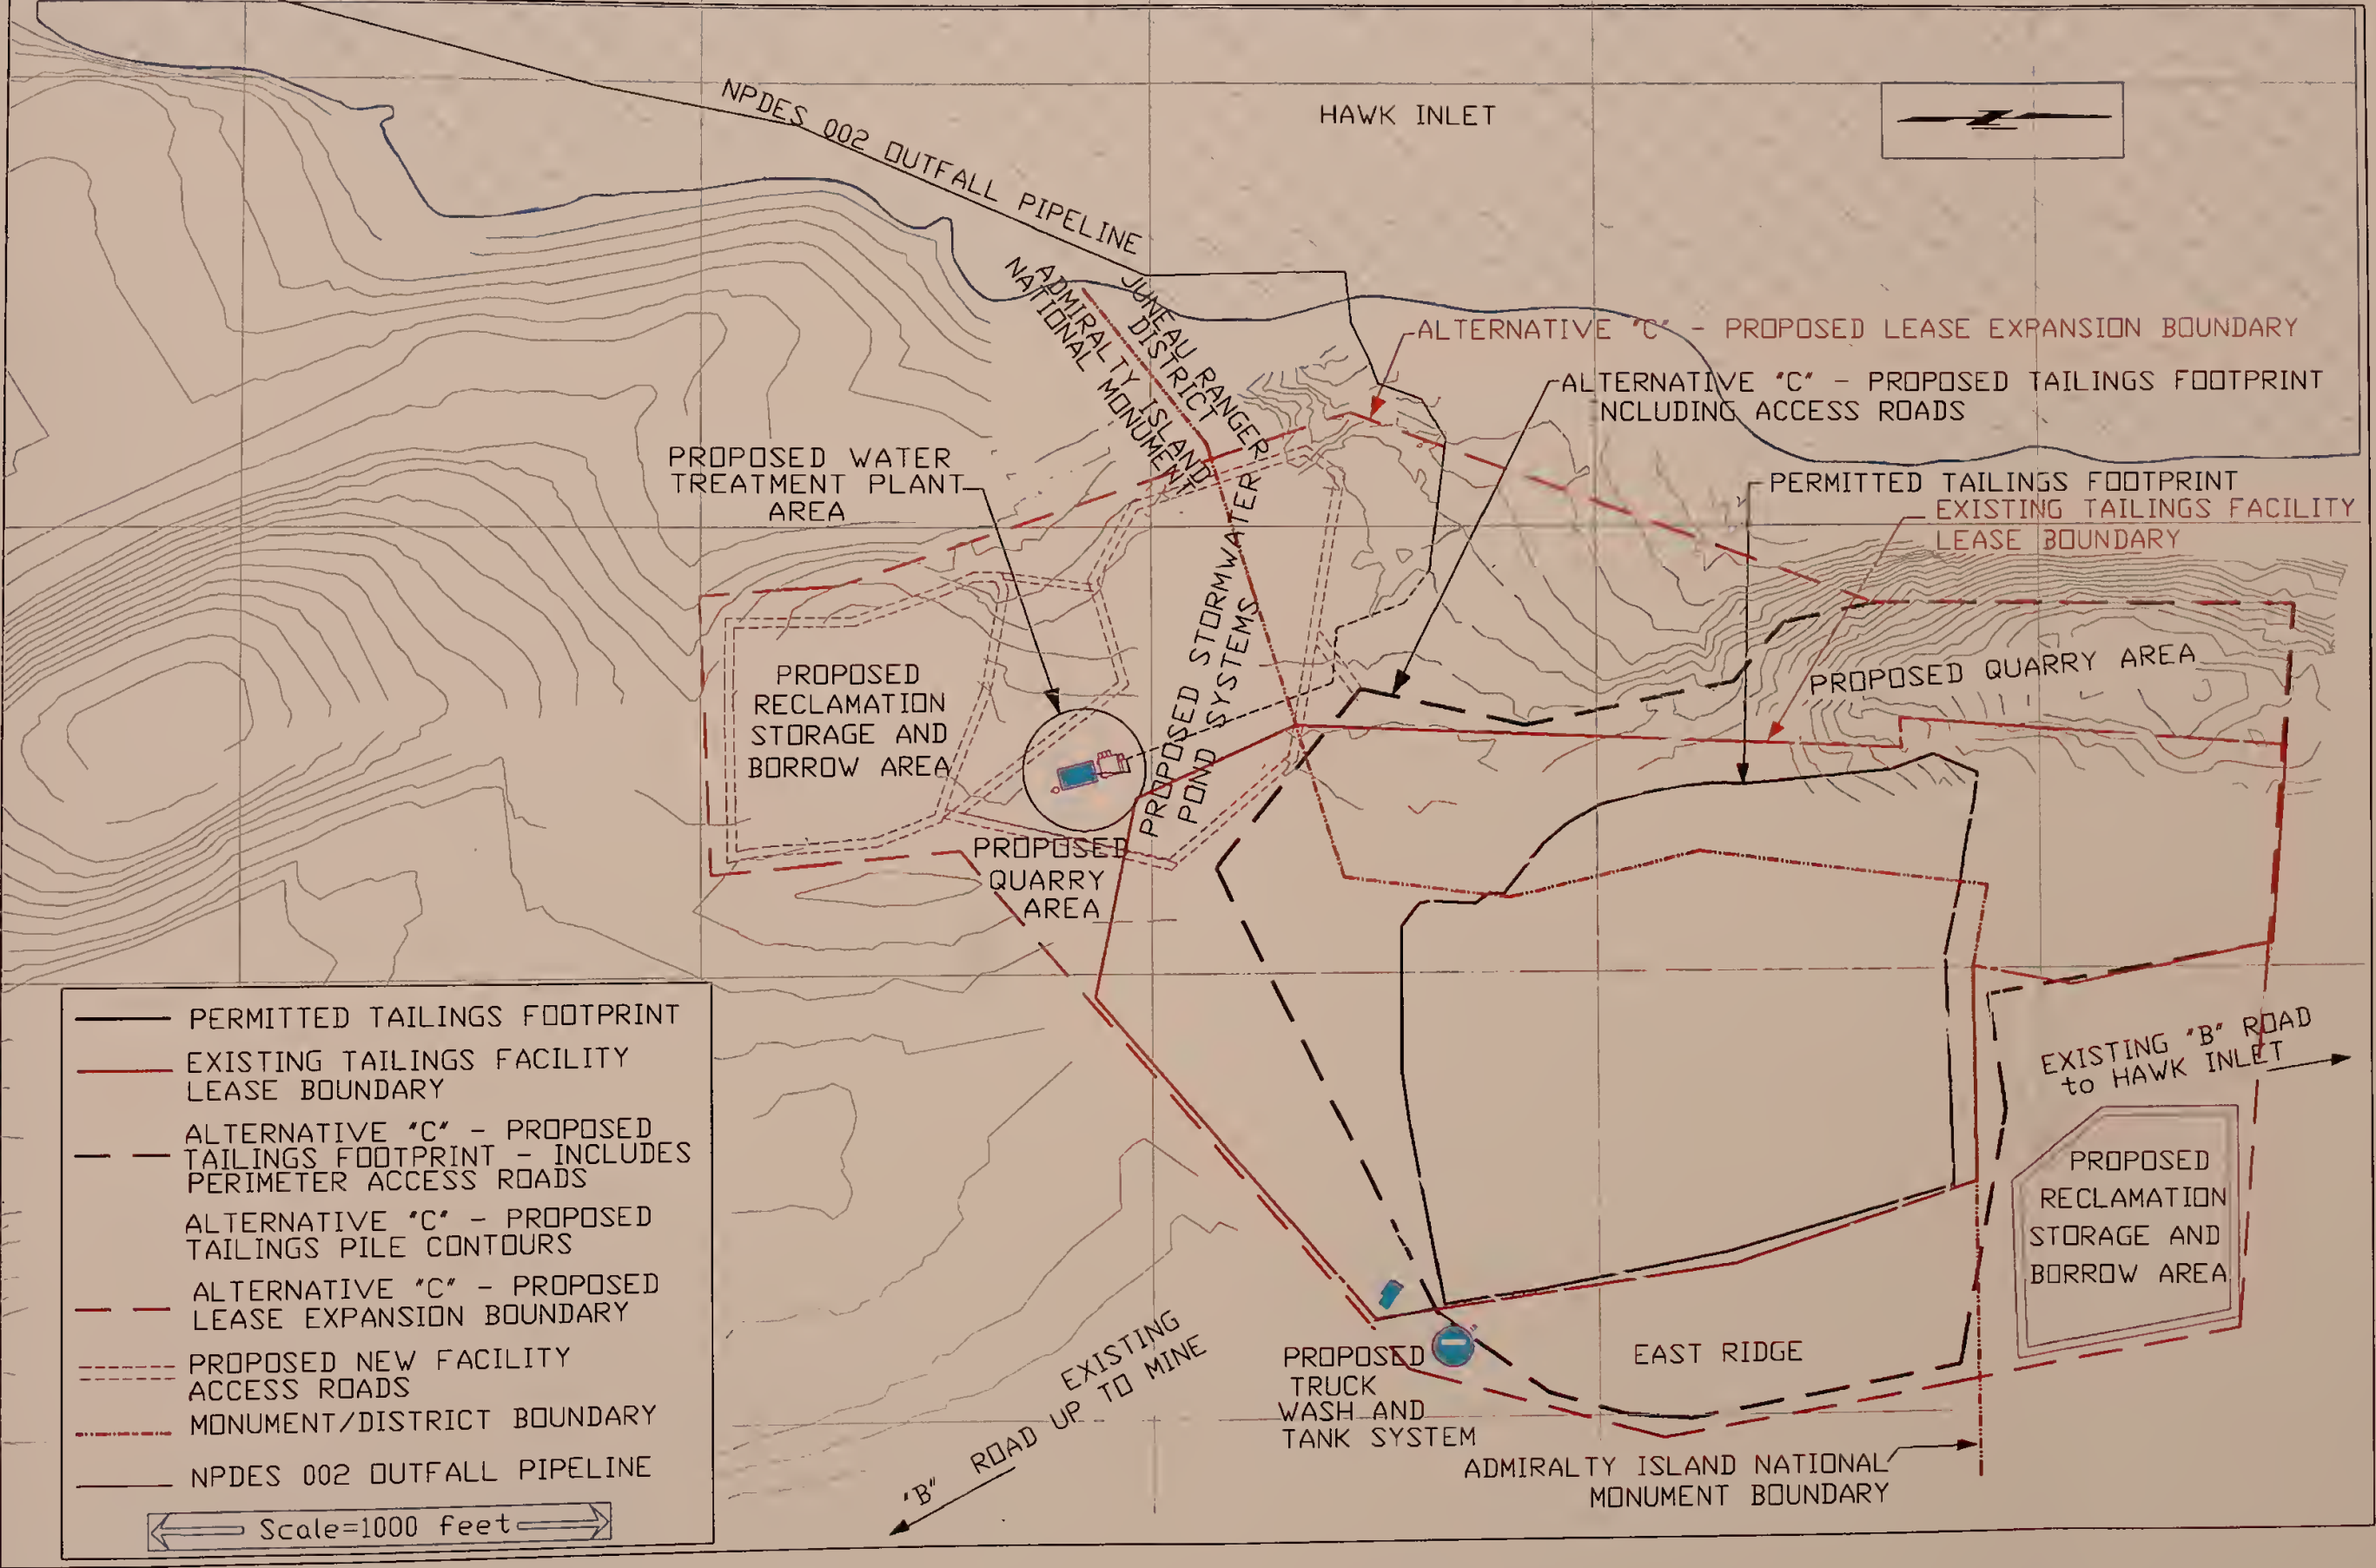 NPDES 002 OUTFALL PIPELINE
HAWK INLET
Z
JUNEAU RANGER
DISTRICT
ADMIRALTY ISLAND
NATIONAL MONUMENT
ALTERNATIVE "C" - PROPOSED LEASE EXPANSION BOUNDARY
ALTERNATIVE "C" - PROPOSED TAILINGS FOOTPRINT
NCLUDING ACCESS ROADS
PROPOSED WATER
TREATMENT PLANT
AREA
PERMITTED TAILINGS FOOTPRINT
EXISTING TAILINGS FACILITY
LEASE BOUNDARY
PROPOSED STORMWATER
POND SYSTEMS
PROPOSED
RECLAMATION
STORAGE AND
BORROW AREA
PROPOSED QUARRY AREA
PROPOSED
QUARRY
AREA
EXISTING "B" ROAD
to HAWK INLET
PROPOSED
RECLAMATION
STORAGE AND
BORROW AREA
EAST RIDGE
PROPOSED
TRUCK
WASH AND
TANK SYSTEM
EXISTING
"B" ROAD UP TO MINE
ADMIRALTY ISLAND NATIONAL
MONUMENT BOUNDARY
PERMITTED TAILINGS FOOTPRINT
EXISTING TAILINGS FACILITY
LEASE BOUNDARY
ALTERNATIVE "C" - PROPOSED
TAILINGS FOOTPRINT - INCLUDES
PERIMETER ACCESS ROADS
ALTERNATIVE "C" - PROPOSED
TAILINGS PILE CONTOURS
ALTERNATIVE "C" - PROPOSED
LEASE EXPANSION BOUNDARY
PROPOSED NEW FACILITY
ACCESS ROADS
MONUMENT/DISTRICT BOUNDARY
NPDES 002 OUTFALL PIPELINE
Scale=1000 feet